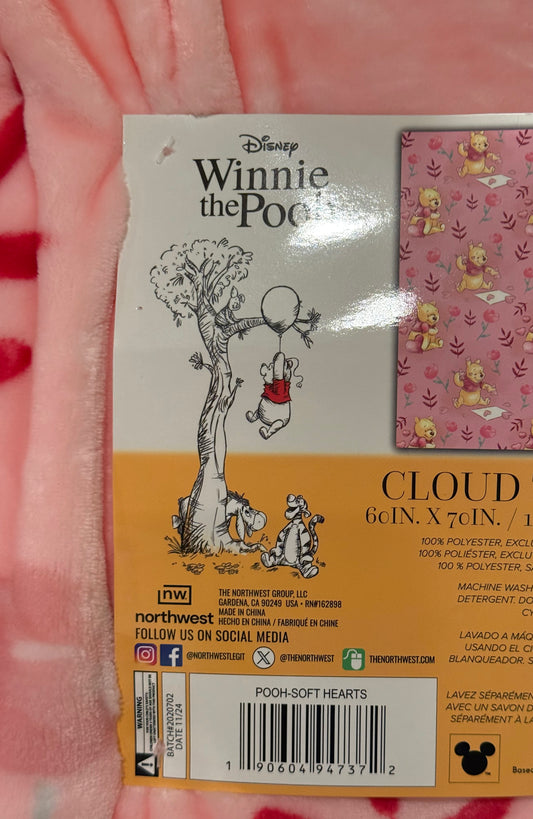 Disney
Winnie
the Pooh
CLOUD
60IN. X 70IN. / 1
100% POLYESTER, EXCLU
100% POLIÉSTER, EXCLU
100 % POLYESTER, SA
MACHINE WASH
DETERGENT. DO
CY
LAVADO A MÁQ
USANDO EL CI
BLANQUEADOR. S
LAVEZ SÉPARÉMEN
AVEC UN SAVON D
SÉPARÉMENT À LA
nw
northwest
THE NORTHWEST GROUP, LLC
GARDENA, CA 90249 USA • RN#162898
MADE IN CHINA
HECHO EN CHINA / FABRIQUÉ EN CHINE
FOLLOW US ON SOCIAL MEDIA
@NORTHWESTLEGIT @THENORTHWEST THENORTHWEST.COM
WARNING
BATCH#2020702
DATE 11/24
POOH-SOFT HEARTS
1 90604 94737 2
TM
Based